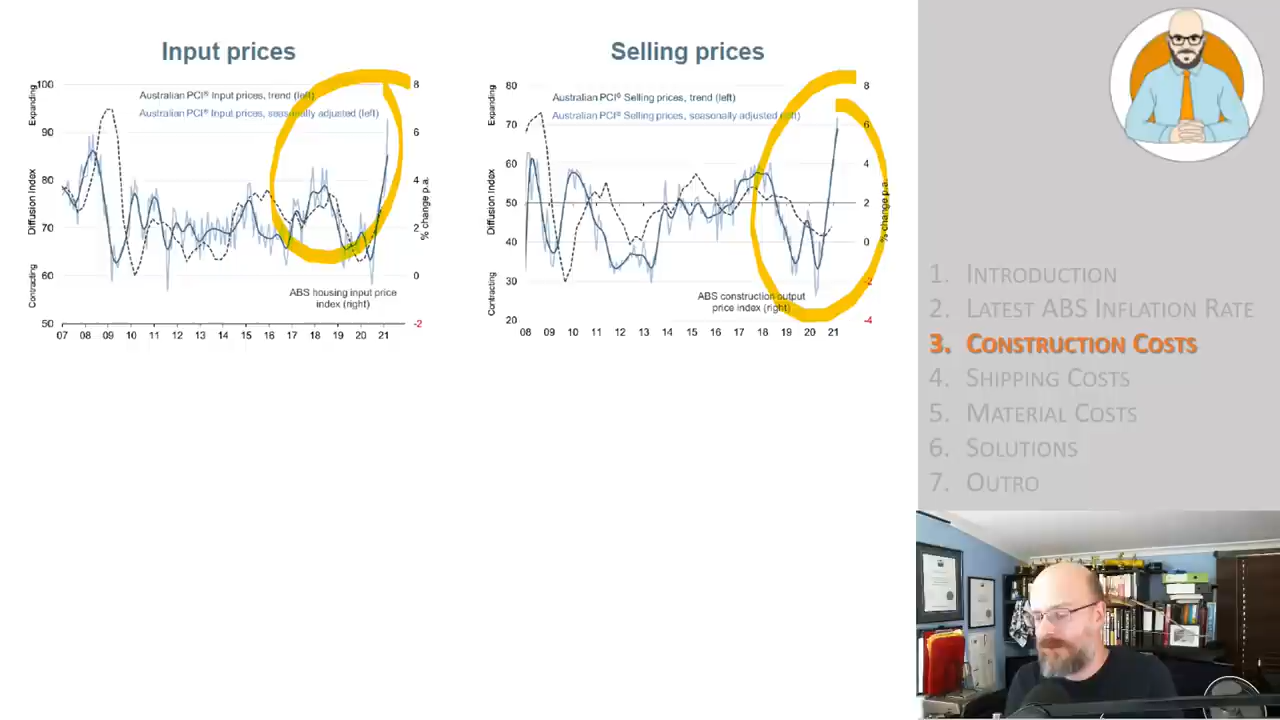 Input prices
Expanding
Diffusion Index
Contracting
100
90
80
70
60
50
Australian PCI® Input prices, trend (left)
Australian PCI® Input prices, seasonally adjusted (left)
ABS housing input price
index (right)
8
6
4
2
0
-2
% change p.a.
07 08 09 10 11 12 13 14 15 16 17 18 19 20 21
Selling prices
Expanding
Diffusion Index
Contracting
80
70
60
50
40
30
20
Australian PCI® Selling prices, trend (left)
Australian PCI® Selling prices, seasonally adjusted (left)
ABS construction output
price index (right)
8
6
4
2
0
-2
-4
% change p.a.
08 09 10 11 12 13 14 15 16 17 18 19 20 21
1. Introduction
2. Latest ABS Inflation Rate
3. Construction Costs
4. Shipping Costs
5. Material Costs
6. Solutions
7. Outro